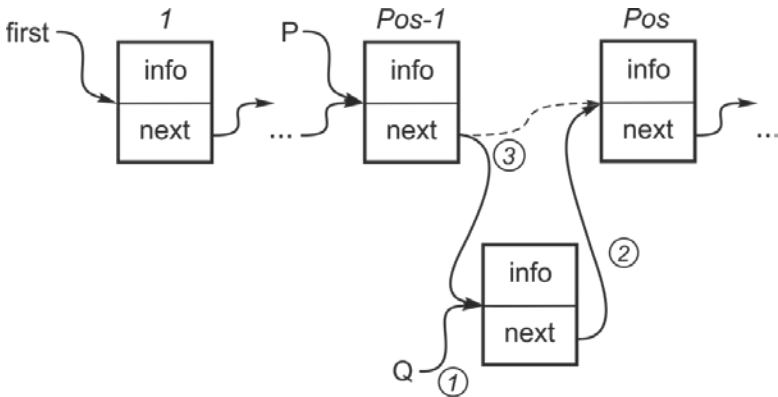 1 Pos-1 Pos
first P
info info info
next ... next next ...
3
info 2
next
Q 1